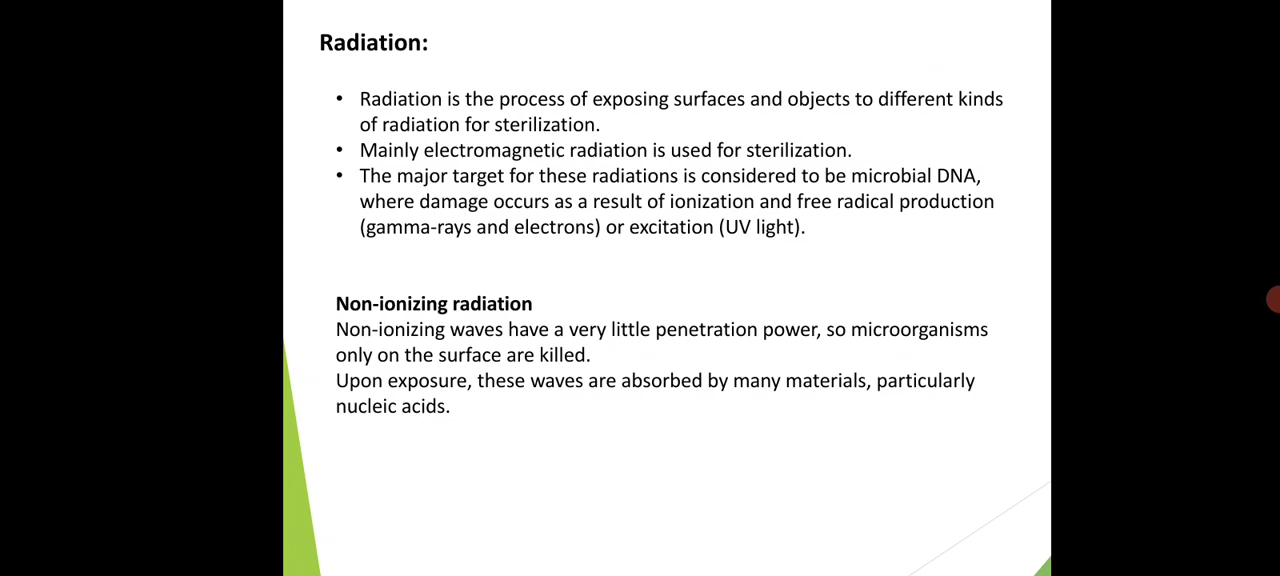 Radiation:
• Radiation is the process of exposing surfaces and objects to different kinds
of radiation for sterilization.
• Mainly electromagnetic radiation is used for sterilization.
• The major target for these radiations is considered to be microbial DNA,
where damage occurs as a result of ionization and free radical production
(gamma-rays and electrons) or excitation (UV light).
Non-ionizing radiation
Non-ionizing waves have a very little penetration power, so microorganisms
only on the surface are killed.
Upon exposure, these waves are absorbed by many materials, particularly
nucleic acids.